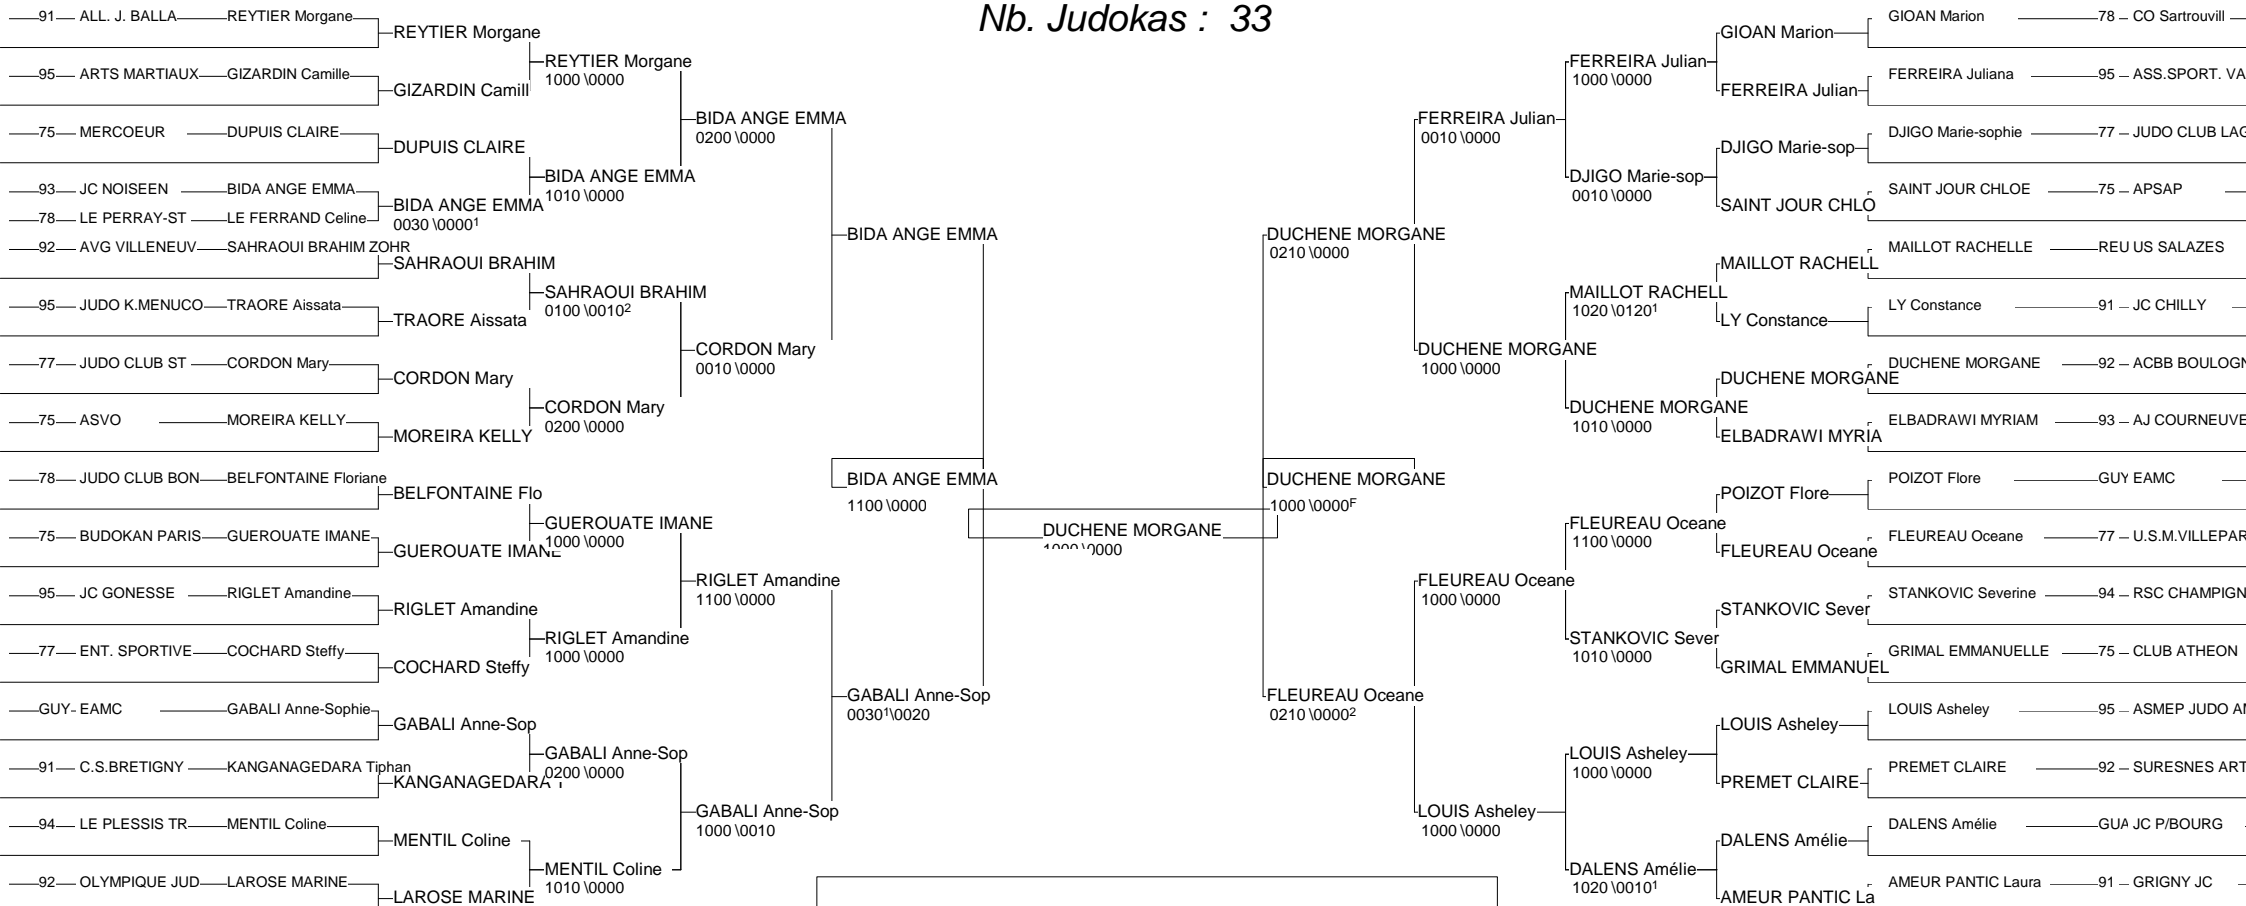 Nb. Judokas : 33
91 ALL. J. BALLA REYTIER Morgane
95 ARTS MARTIAUX GIZARDIN Camille
75 MERCOEUR DUPUIS CLAIRE
93 JC NOISEEN BIDA ANGE EMMA
78 LE PERRAY-ST LE FERRAND Celine
92 AVG VILLENEUV SAHRAOUI BRAHIM ZOHR
95 JUDO K.MENUCO TRAORE Aissata
77 JUDO CLUB ST CORDON Mary
75 ASVO MOREIRA KELLY
78 JUDO CLUB BON BELFONTAINE Floriane
75 BUDOKAN PARIS GUEROUATE IMANE
95 JC GONESSE RIGLET Amandine
77 ENT. SPORTIVE COCHARD Steffy
GUY EAMC GABALI Anne-Sophie
91 C.S.BRETIGNY KANGANAGEDARA Tiphan
94 LE PLESSIS TR MENTIL Coline
92 OLYMPIQUE JUD LAROSE MARINE
REYTIER Morgane
GIZARDIN Camill
DUPUIS CLAIRE
BIDA ANGE EMMA
0030 \0000¹
SAHRAOUI BRAHIM
TRAORE Aissata
CORDON Mary
MOREIRA KELLY
BELFONTAINE Flo
GUEROUATE IMANE
RIGLET Amandine
COCHARD Steffy
GABALI Anne-Sop
KANGANAGEDARA
MENTIL Coline
LAROSE MARINE
REYTIER Morgane
1000 \0000
BIDA ANGE EMMA
1010 \0000
SAHRAOUI BRAHIM
0100 \0010²
CORDON Mary
0200 \0000
GUEROUATE IMANE
1000 \0000
RIGLET Amandine
1000 \0000
GABALI Anne-Sop
0200 \0000
MENTIL Coline
1010 \0000
BIDA ANGE EMMA
0200 \0000
CORDON Mary
0010 \0000
RIGLET Amandine
1100 \0000
GABALI Anne-Sop
1000 \0010
BIDA ANGE EMMA
GABALI Anne-Sop
0030¹\0020
BIDA ANGE EMMA
1100 \0000
DUCHENE MORGANE
1000 \0000
DUCHENE MORGANE
1000 \0000F
DUCHENE MORGANE
0210 \0000
FLEUREAU Oceane
0210 \0000²
FERREIRA Julian
0010 \0000
DUCHENE MORGANE
1000 \0000
FLEUREAU Oceane
1000 \0000
LOUIS Asheley
1000 \0000
FERREIRA Julian
1000 \0000
DJIGO Marie-sop
0010 \0000
MAILLOT RACHELL
1020 \0120¹
DUCHENE MORGANE
1010 \0000
FLEUREAU Oceane
1100 \0000
STANKOVIC Sever
1010 \0000
LOUIS Asheley
1000 \0000
DALENS Amélie
1020 \0010¹
GIOAN Marion
FERREIRA Julian
DJIGO Marie-sop
SAINT JOUR CHLO
MAILLOT RACHELL
LY Constance
DUCHENE MORGANE
ELBADRAWI MYRIA
POIZOT Flore
FLEUREAU Oceane
STANKOVIC Sever
GRIMAL EMMANUEL
LOUIS Asheley
PREMET CLAIRE
DALENS Amélie
AMEUR PANTIC La
GIOAN Marion 78 CO Sartrouvill
FERREIRA Juliana 95 ASS.SPORT. VA
DJIGO Marie-sophie 77 JUDO CLUB LAG
SAINT JOUR CHLOE 75 APSAP
MAILLOT RACHELLE REU US SALAZES
LY Constance 91 JC CHILLY
DUCHENE MORGANE 92 ACBB BOULOGN
ELBADRAWI MYRIAM 93 AJ COURNEUVE
POIZOT Flore GUY EAMC
FLEUREAU Oceane 77 U.S.M.VILLEPAR
STANKOVIC Severine 94 RSC CHAMPIGN
GRIMAL EMMANUELLE 75 CLUB ATHEON
LOUIS Asheley 95 ASMEP JUDO AM
PREMET CLAIRE 92 SURESNES ART
DALENS Amélie GUA JC P/BOURG
AMEUR PANTIC Laura 91 GRIGNY JC